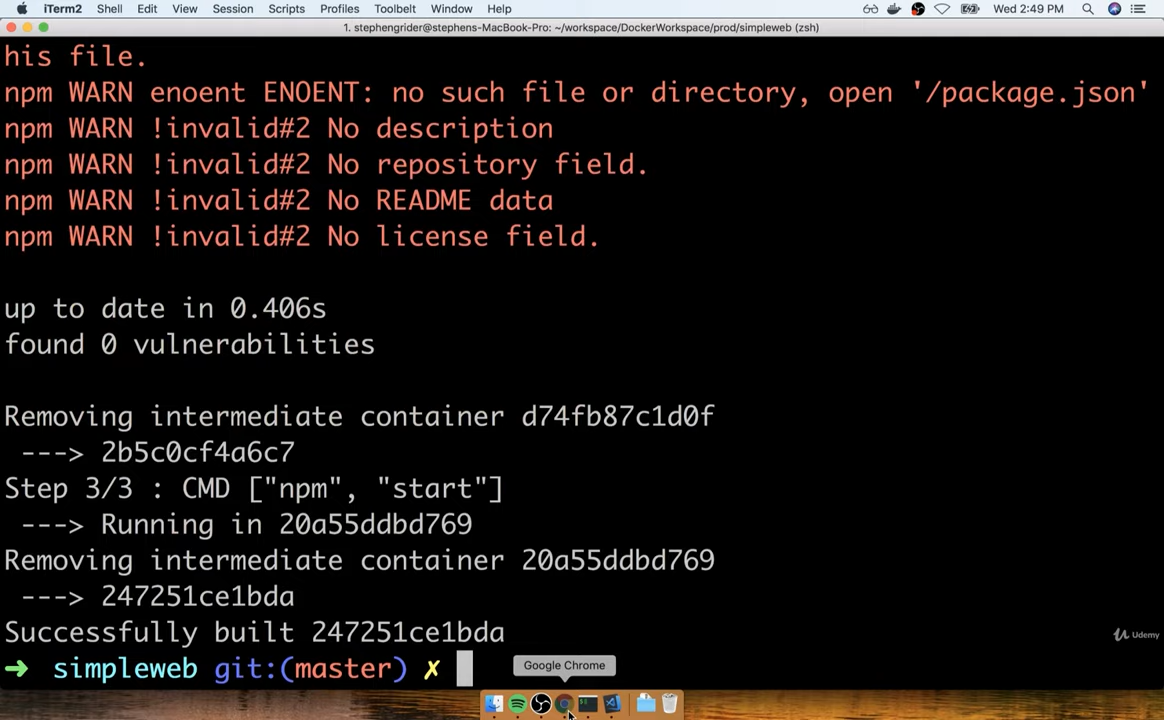 iTerm2 Shell Edit View Session Scripts Profiles Toolbelt Window Help Wed 2:49 PM
1. stephengrider@stephens-MacBook-Pro: ~/workspace/DockerWorkspace/prod/simpleweb (zsh)
his file.
npm WARN enoent ENOENT: no such file or directory, open '/package.json'
npm WARN !invalid#2 No description
npm WARN !invalid#2 No repository field.
npm WARN !invalid#2 No README data
npm WARN !invalid#2 No license field.
up to date in 0.406s
found 0 vulnerabilities
Removing intermediate container d74fb87c1d0f
---> 2b5c0cf4a6c7
Step 3/3 : CMD ["npm", "start"]
---> Running in 20a55ddbd769
Removing intermediate container 20a55ddbd769
---> 247251ce1bda
Successfully built 247251ce1bda
Udemy
➜ simpleweb git:(master) ✗
Google Chrome